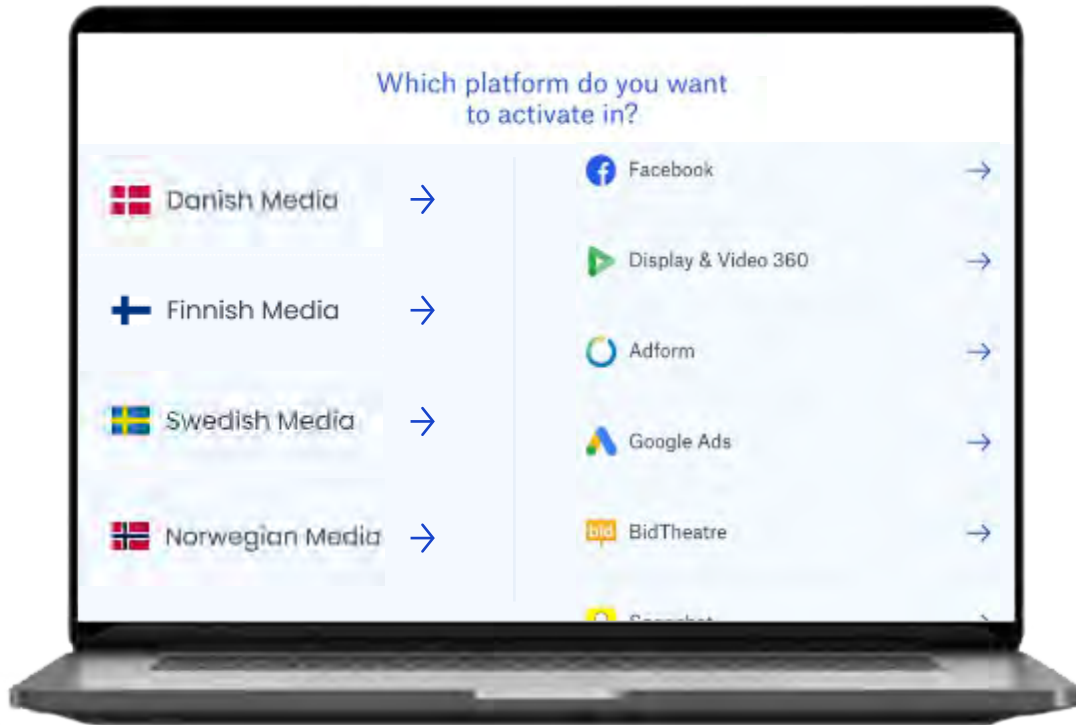 Which platform do you want
to activate in?
Danish Media
Finnish Media
Swedish Media
Norwegian Media
Facebook
Display & Video 360
Adform
Google Ads
bid
BidTheatre